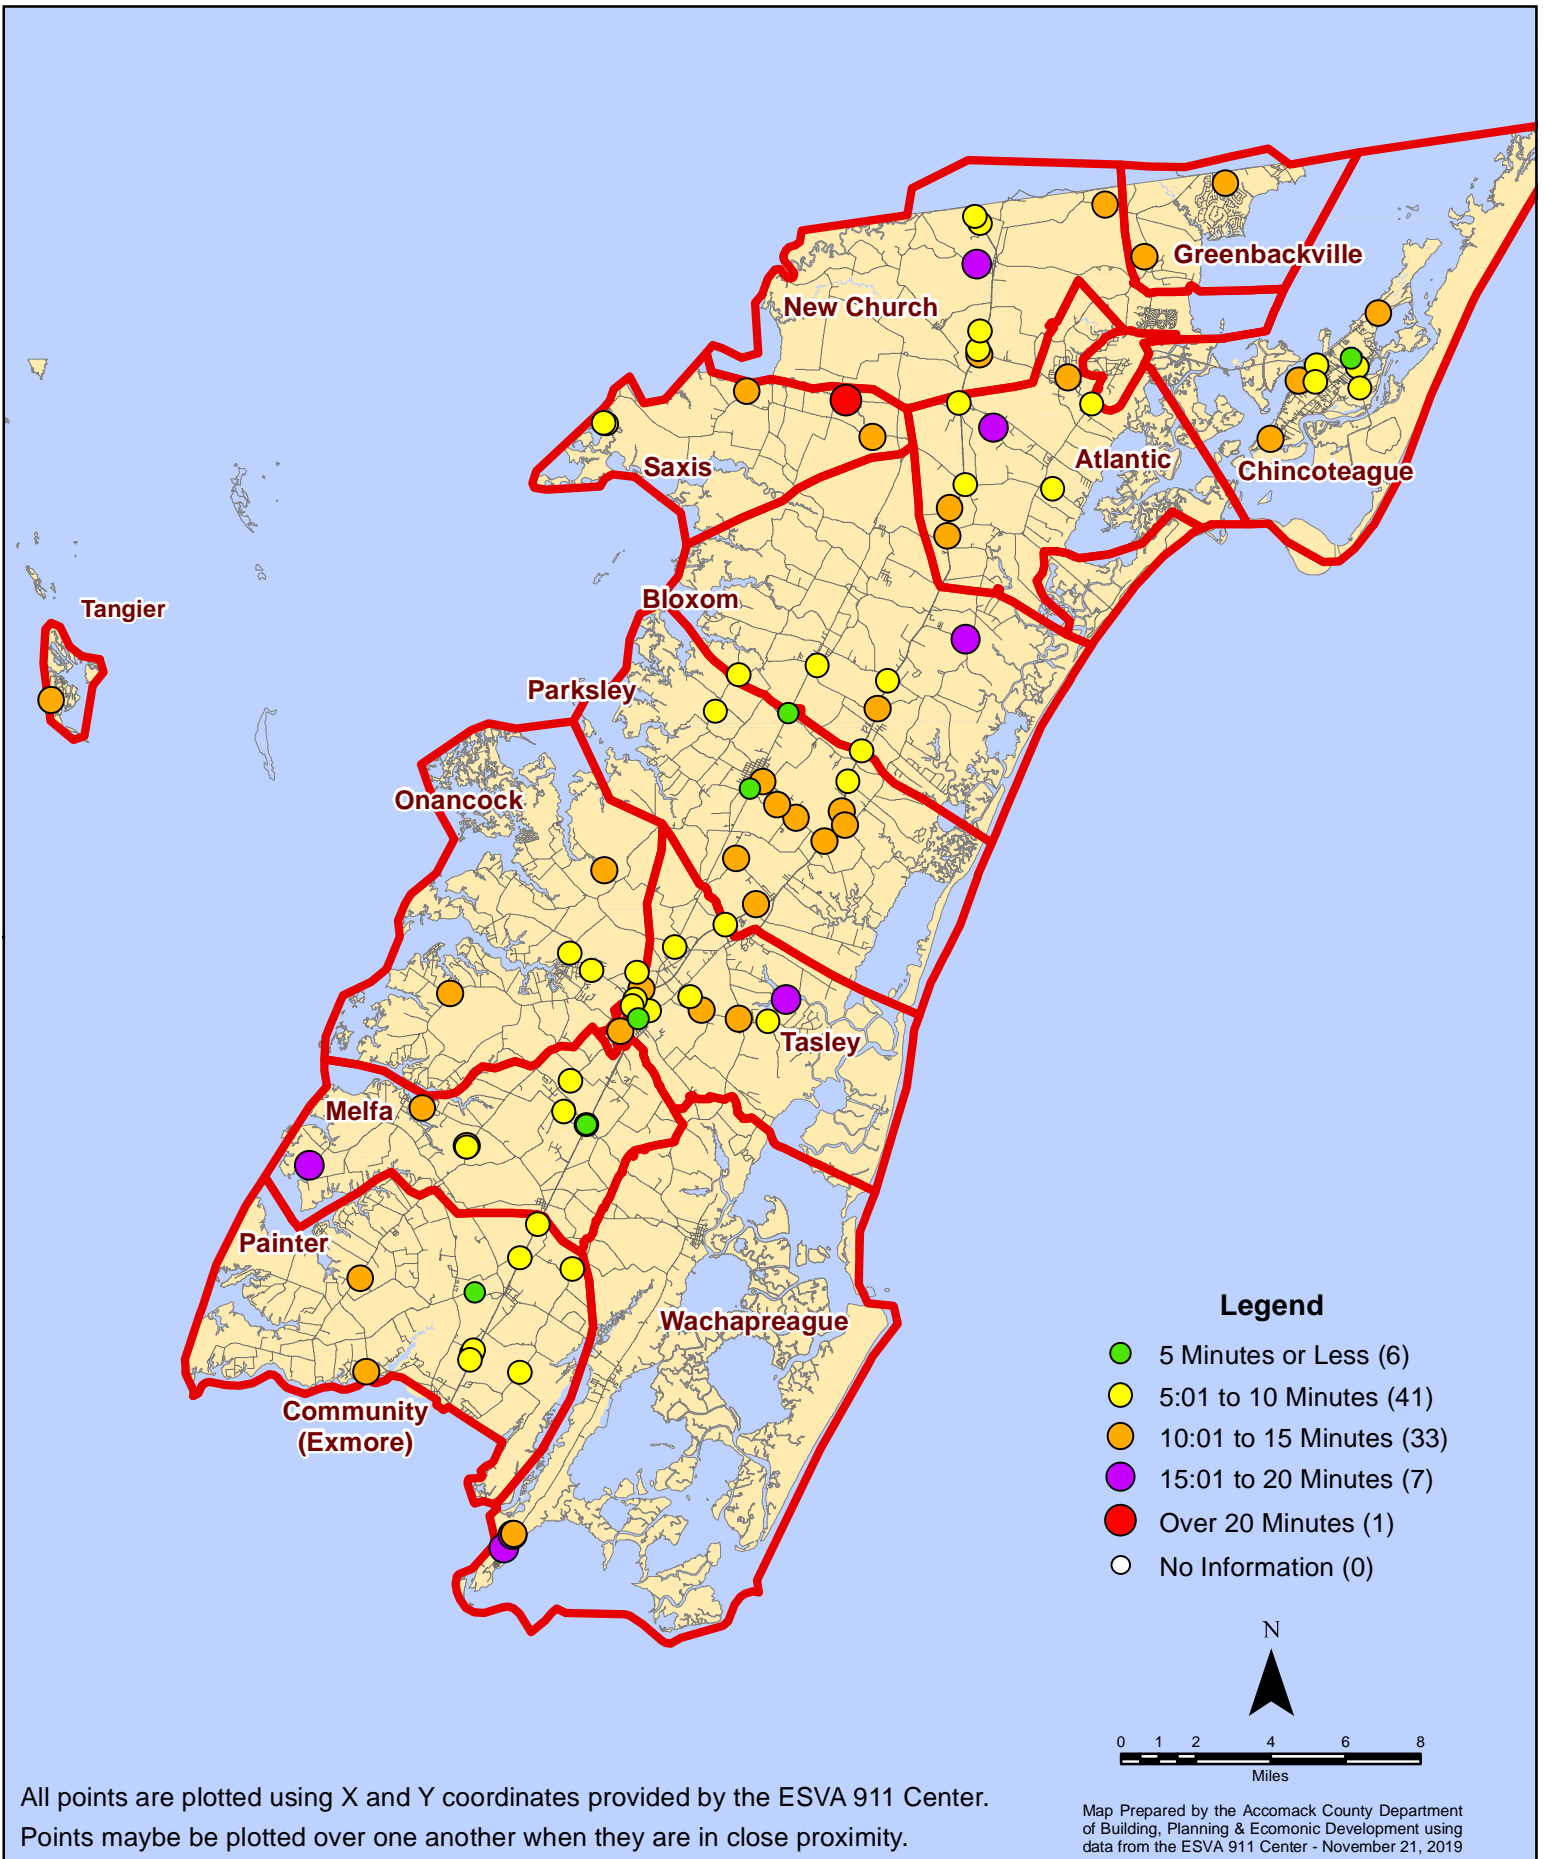 Greenbackville
New Church
Atlantic
Chincoteague
Saxis
Bloxom
Tangier
Parksley
Onancock
Tasley
Melfa
Painter
Wachapreague
Community
(Exmore)
Legend
5 Minutes or Less (6)
5:01 to 10 Minutes (41)
10:01 to 15 Minutes (33)
15:01 to 20 Minutes (7)
Over 20 Minutes (1)
No Information (0)
N
0 1 2 4 6 8
Miles
All points are plotted using X and Y coordinates provided by the ESVA 911 Center.
Points maybe be plotted over one another when they are in close proximity.
Map Prepared by the Accomack County Department
of Building, Planning & Economic Development using
data from the ESVA 911 Center - November 21, 2019